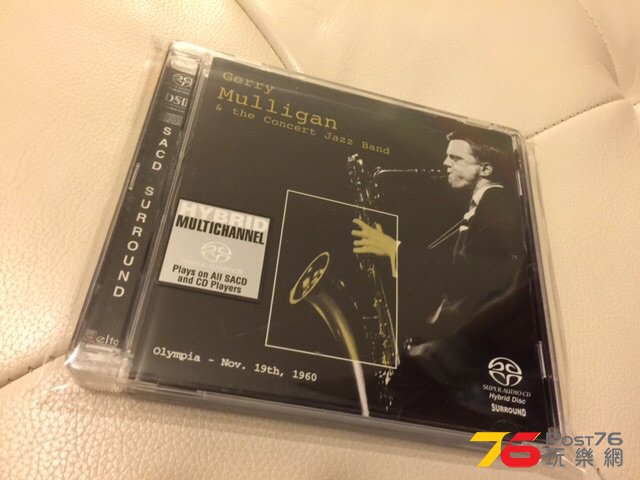 Gerry
Mulligan
& the Concert Jazz Band
DSD
SACD SURROUND
HYBRID
MULTICHANNEL
Plays on All SACD
and CD Players
Olympia - Nov. 19th, 1960
SUPER AUDIO CD
Hybrid Disc
SURROUND
76 Post76
玩樂網